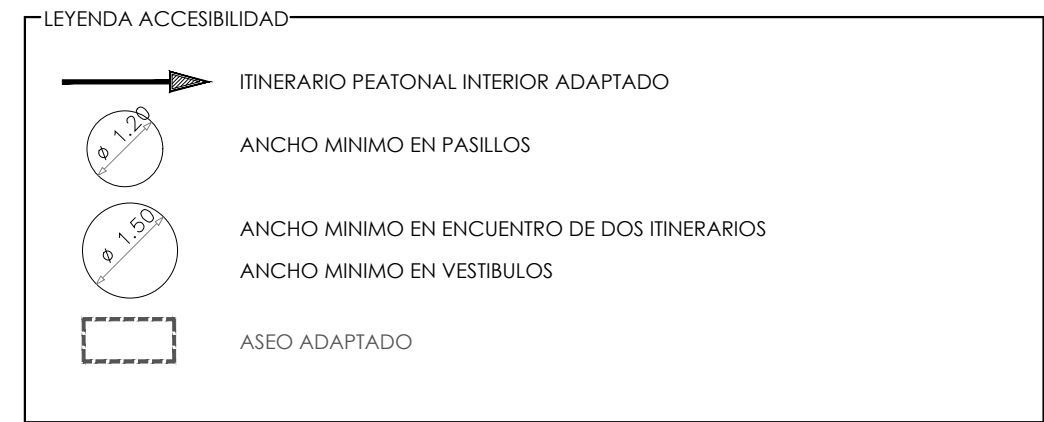 LEYENDA ACCESIBILIDAD
ITINERARIO PEATONAL INTERIOR ADAPTADO
ϕ 1.20
ANCHO MINIMO EN PASILLOS
ϕ 1.50
ANCHO MINIMO EN ENCUENTRO DE DOS ITINERARIOS
ANCHO MINIMO EN VESTIBULOS
ASEO ADAPTADO